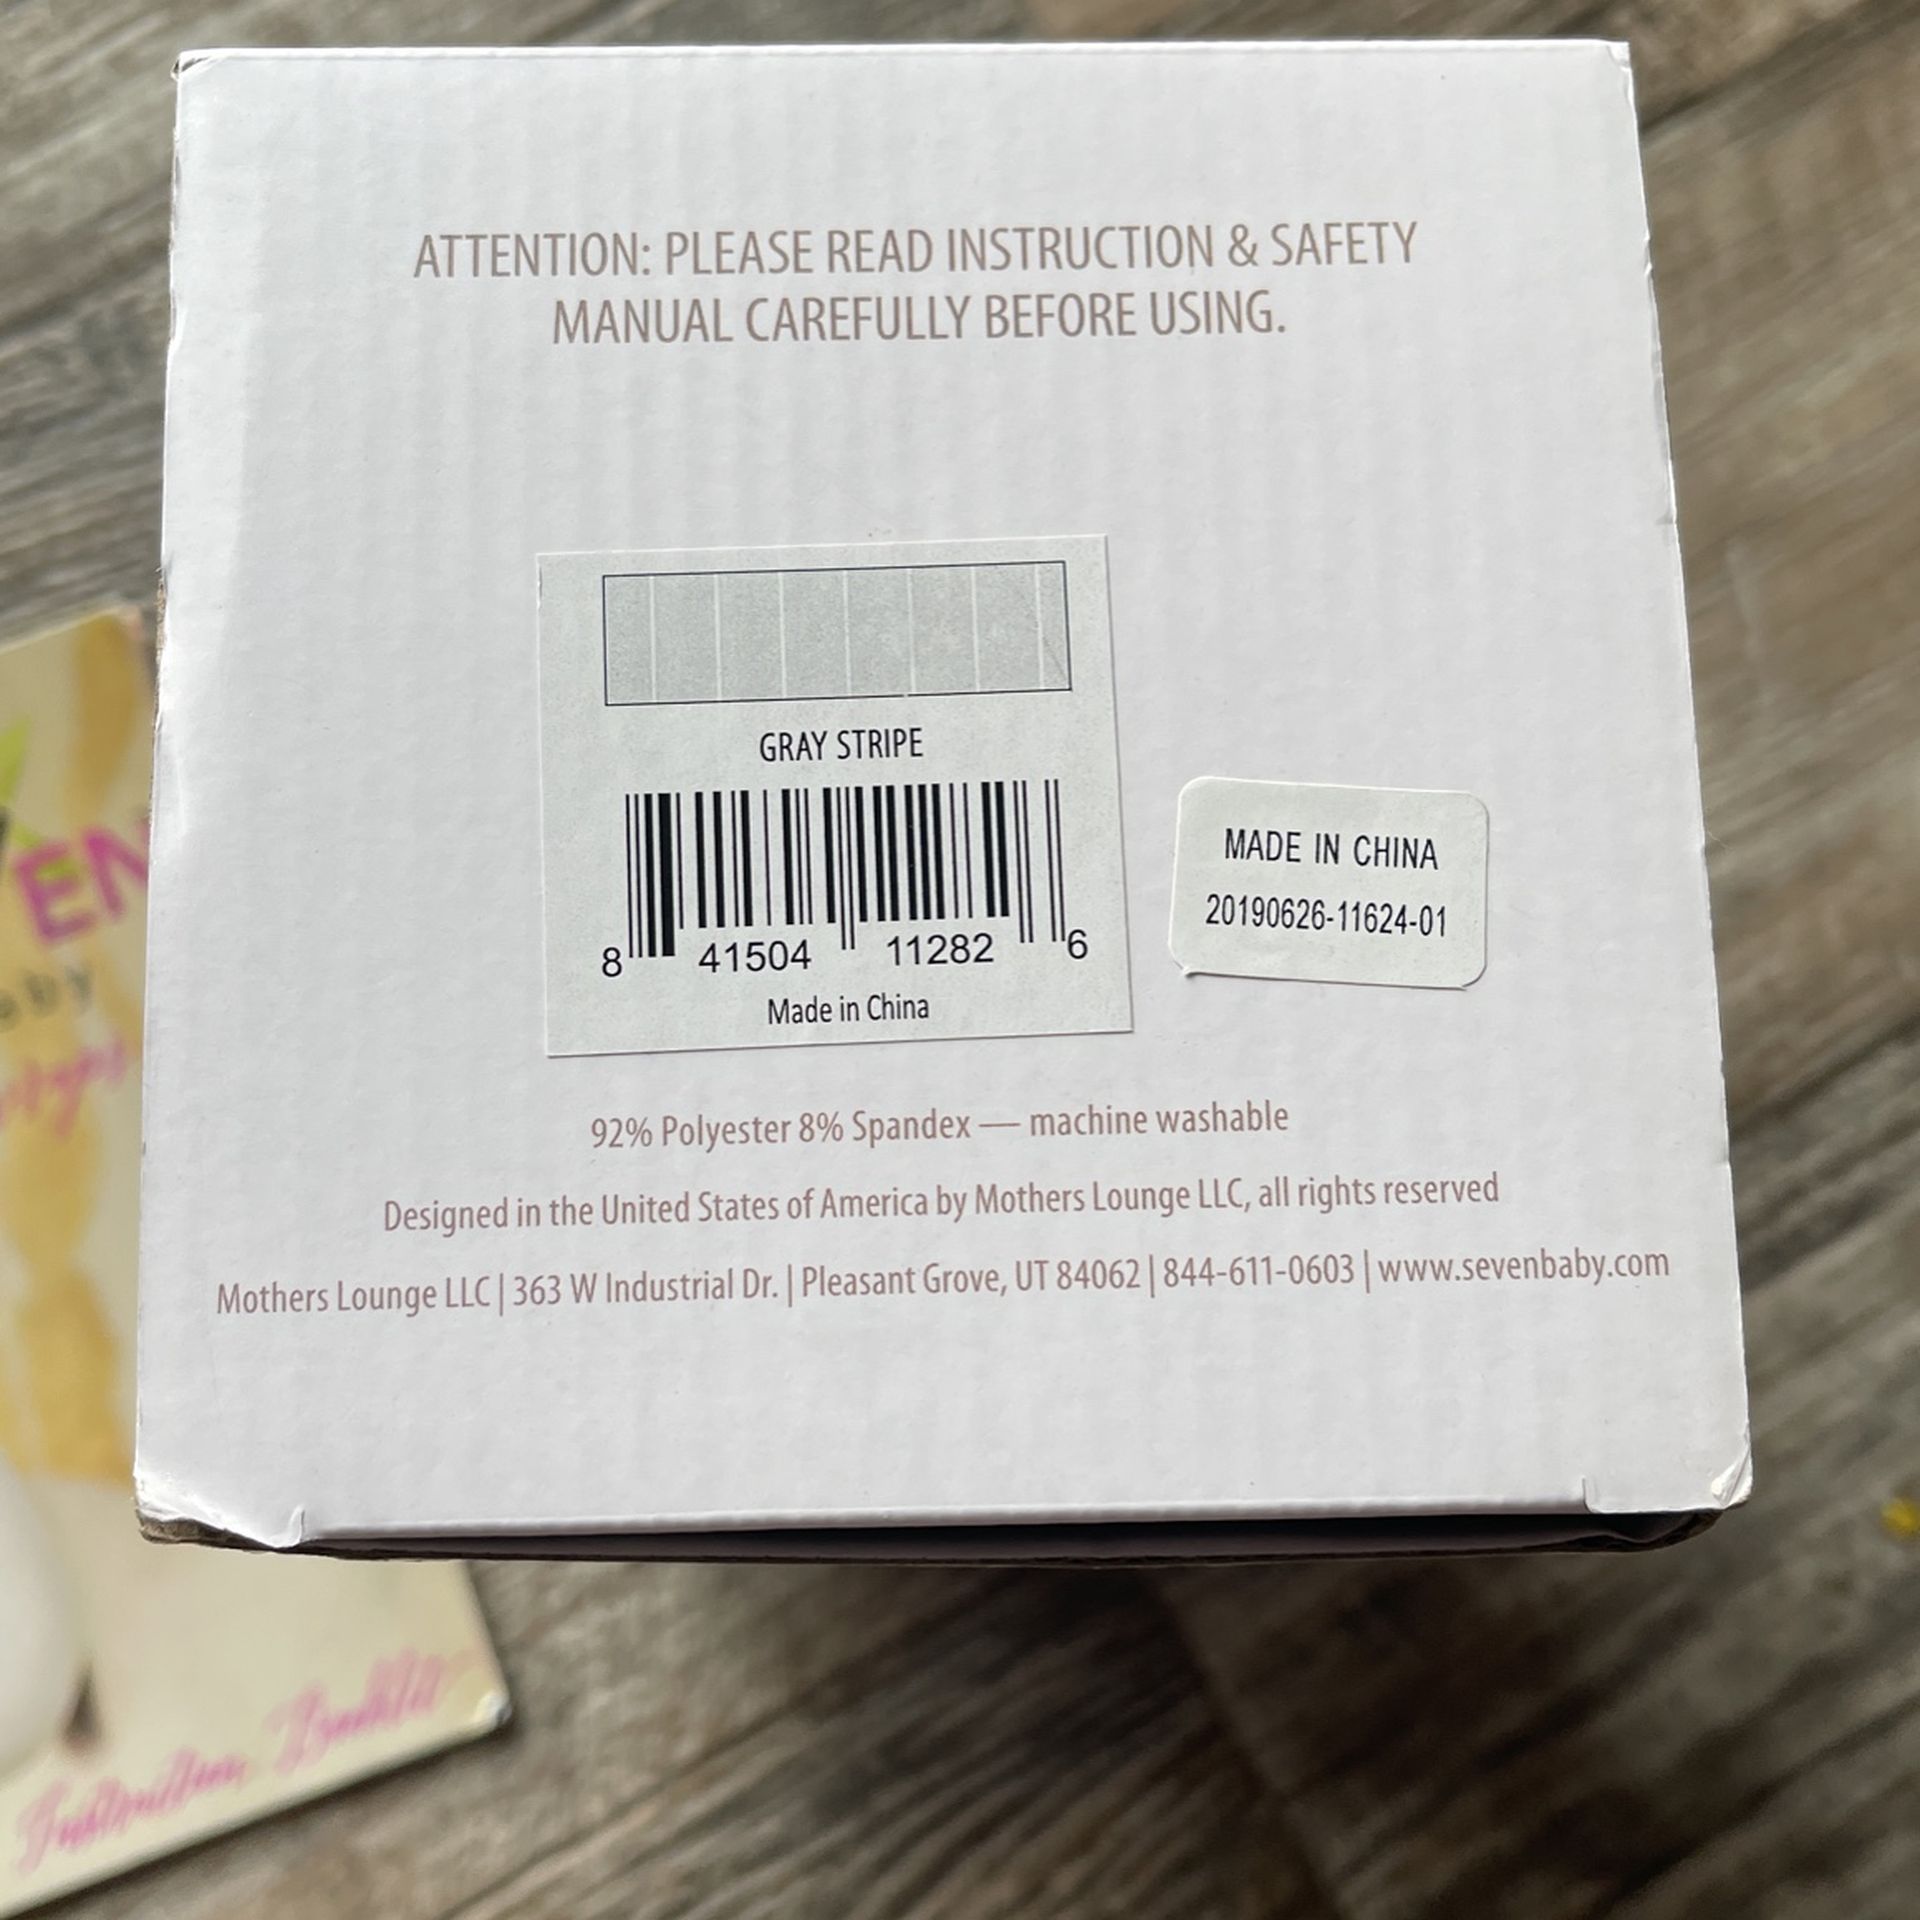 ATTENTION: PLEASE READ INSTRUCTION & SAFETY
MANUAL CAREFULLY BEFORE USING.
GRAY STRIPE
8 41504 11282 6
Made in China
MADE IN CHINA
20190626-11624-01
92% Polyester 8% Spandex — machine washable
Designed in the United States of America by Mothers Lounge LLC, all rights reserved
Mothers Lounge LLC | 363 W Industrial Dr. | Pleasant Grove, UT 84062 | 844-611-0603 | www.sevenbaby.com
EN
Instruction Booklet